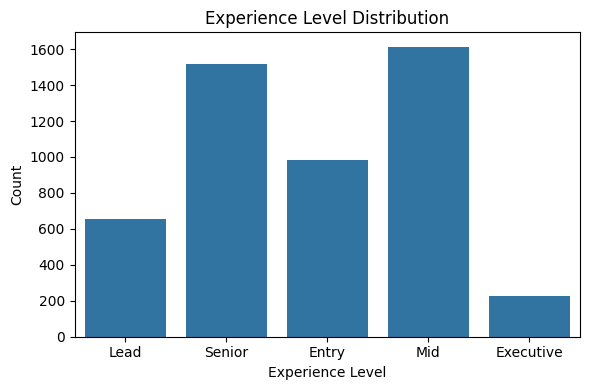 Experience Level Distribution
1600
1400
1200
1000
800
600
400
200
0
Count
Lead Senior Entry Mid Executive
Experience Level